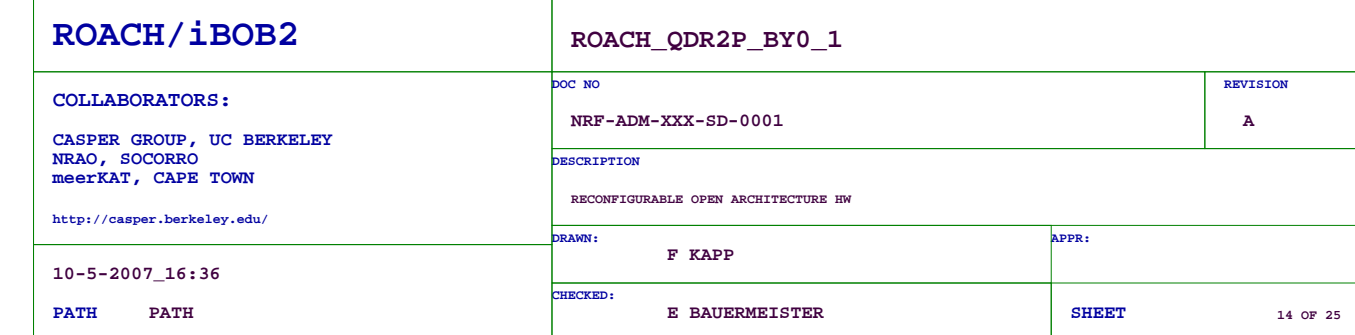 ROACH/iBOB2
COLLABORATORS:
CASPER GROUP, UC BERKELEY
NRAO, SOCORRO
meerKAT, CAPE TOWN
http://casper.berkeley.edu/
10-5-2007_16:36
PATH PATH
ROACH_QDR2P_BY0_1
DOC NO
NRF-ADM-XXX-SD-0001
REVISION
A
DESCRIPTION
RECONFIGURABLE OPEN ARCHITECTURE HW
DRAWN:
F KAPP
APPR:
CHECKED:
E BAUERMEISTER
SHEET 14 OF 25